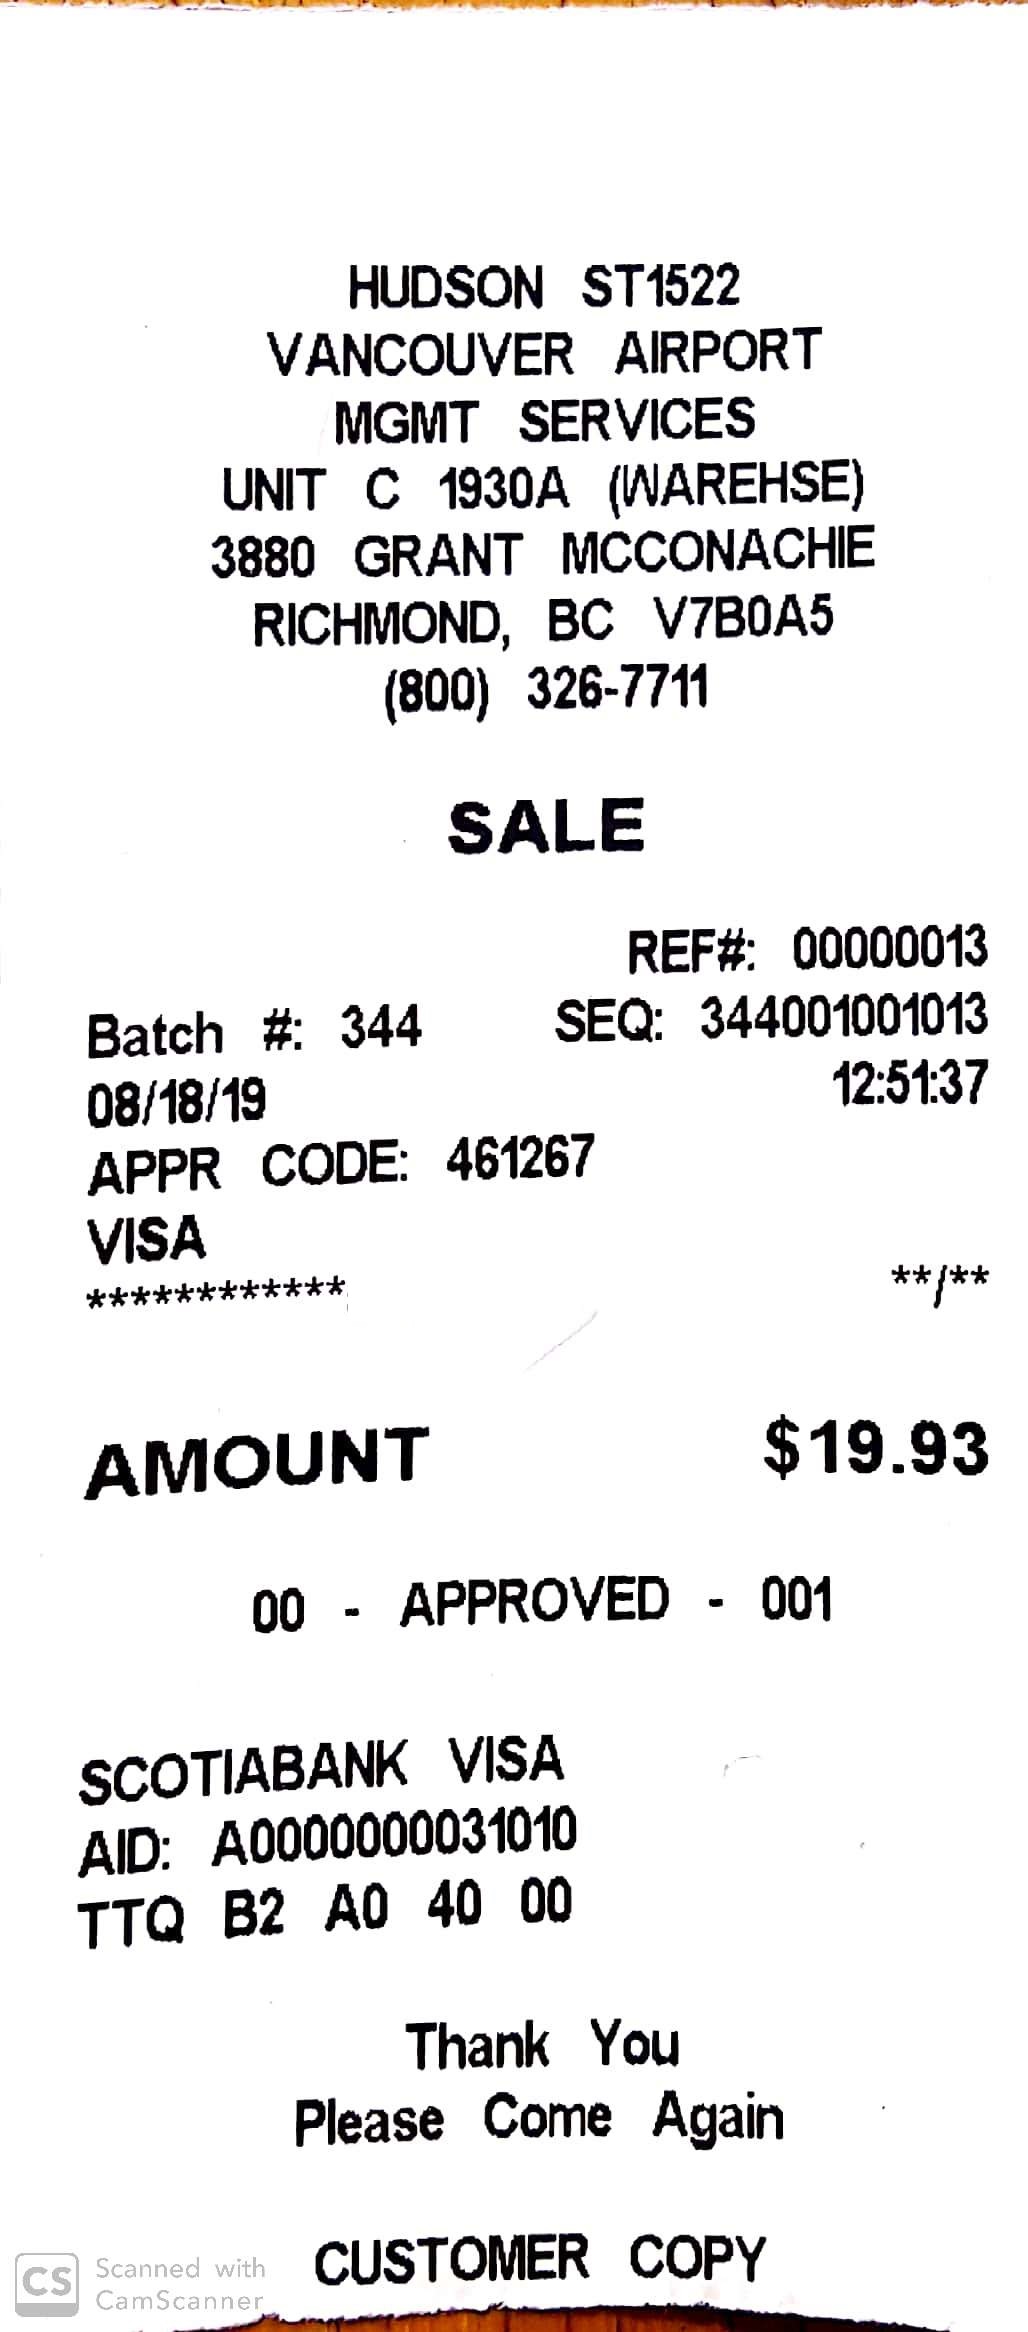 HUDSON ST1522
VANCOUVER AIRPORT
MGMT SERVICES
UNIT C 1930A (WAREHSE)
3880 GRANT MCCONACHIE
RICHMOND, BC V7B0A5
(800) 326-7711
SALE
REF#: 00000013
Batch #: 344 SEQ: 344001001013
08/18/19 12:51:37
APPR CODE: 461267
VISA
************ **/**
AMOUNT $19.93
00 - APPROVED - 001
SCOTIABANK VISA
AID: A0000000031010
TTQ B2 A0 40 00
Thank You
Please Come Again
CUSTOMER COPY
CS Scanned with
CamScanner